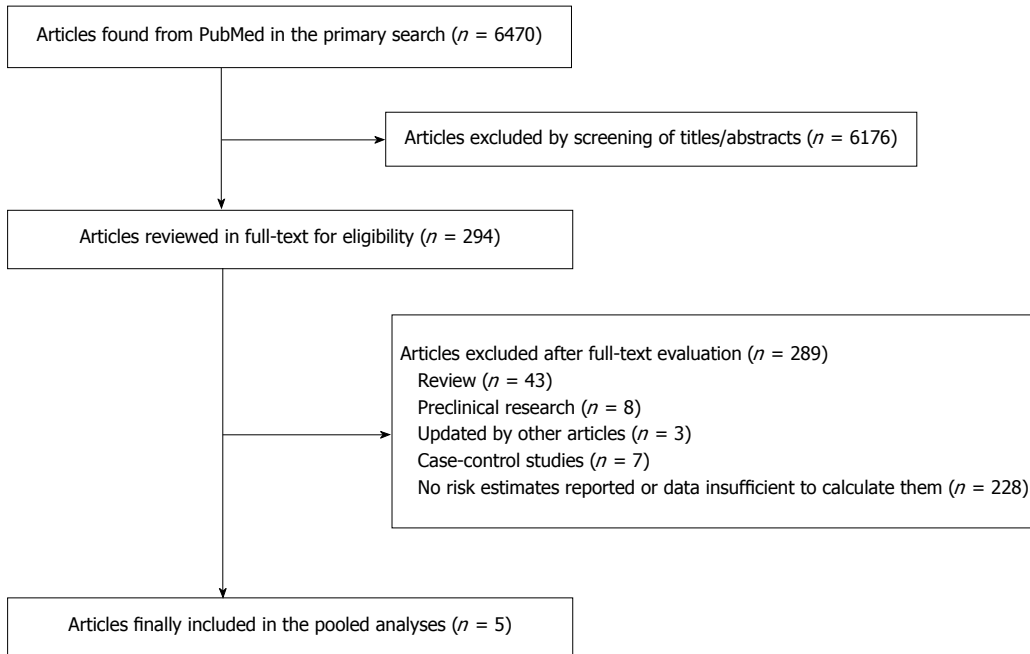 Articles found from PubMed in the primary search (n = 6470)
Articles excluded by screening of titles/abstracts (n = 6176)
Articles reviewed in full-text for eligibility (n = 294)
Articles excluded after full-text evaluation (n = 289)
Review (n = 43)
Preclinical research (n = 8)
Updated by other articles (n = 3)
Case-control studies (n = 7)
No risk estimates reported or data insufficient to calculate them (n = 228)
Articles finally included in the pooled analyses (n = 5)